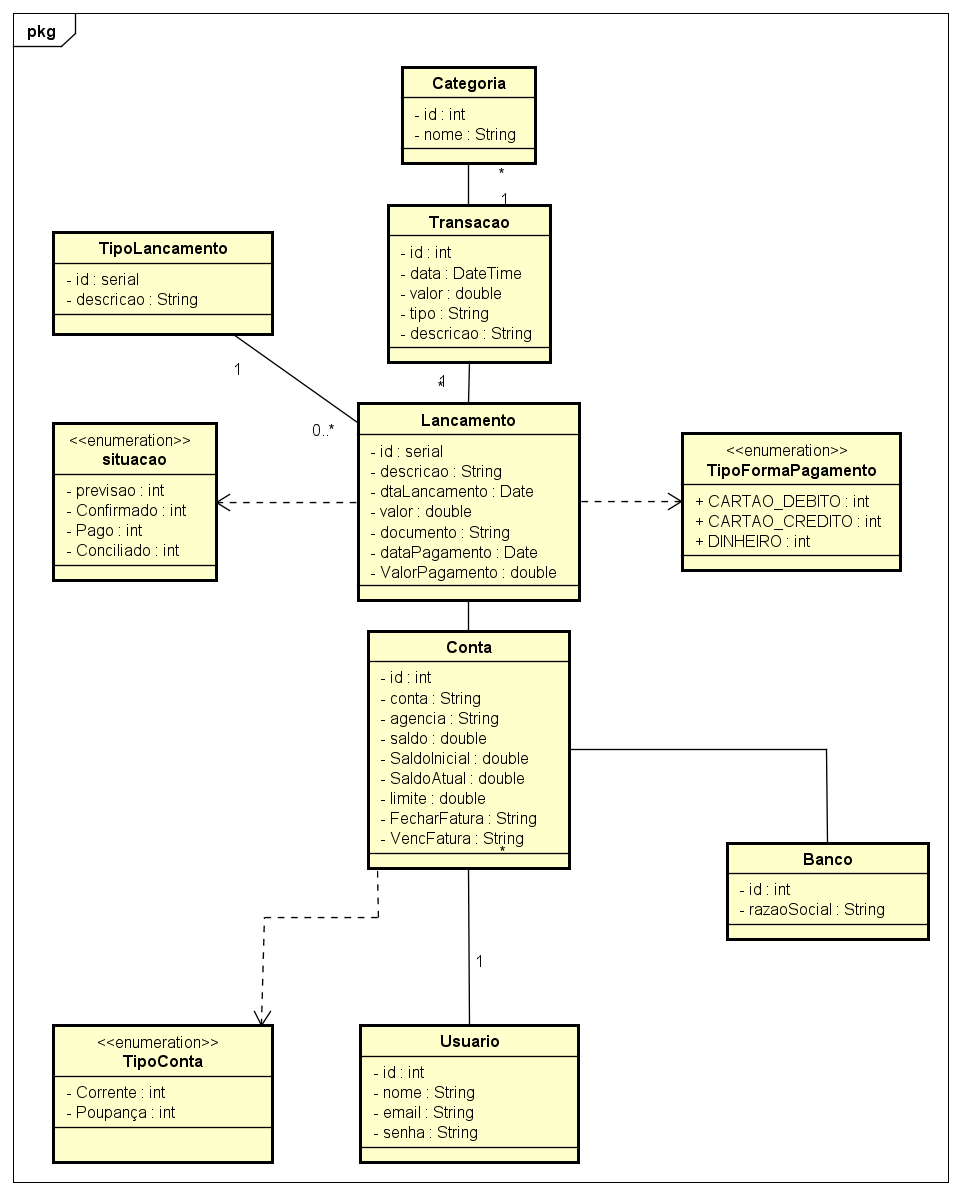 pkg
Categoria
- id : int
- nome : String
*
1
Transacao
- id : int
- data : DateTime
- valor : double
- tipo : String
- descricao : String
TipoLancamento
- id : serial
- descricao : String
1
0..*
*
1
Lancamento
- id : serial
- descricao : String
- dtaLancamento : Date
- valor : double
- documento : String
- dataPagamento : Date
- ValorPagamento : double
<<enumeration>>
situacao
- previsao : int
- Confirmado : int
- Pago : int
- Conciliado : int
<<enumeration>>
TipoFormaPagamento
+ CARTAO_DEBITO : int
+ CARTAO_CREDITO : int
+ DINHEIRO : int
Conta
- id : int
- conta : String
- agencia : String
- saldo : double
- SaldoInicial : double
- SaldoAtual : double
- limite : double
- FecharFatura : String
- VencFatura : String
*
Banco
- id : int
- razaoSocial : String
1
<<enumeration>>
TipoConta
- Corrente : int
- Poupança : int
Usuario
- id : int
- nome : String
- email : String
- senha : String